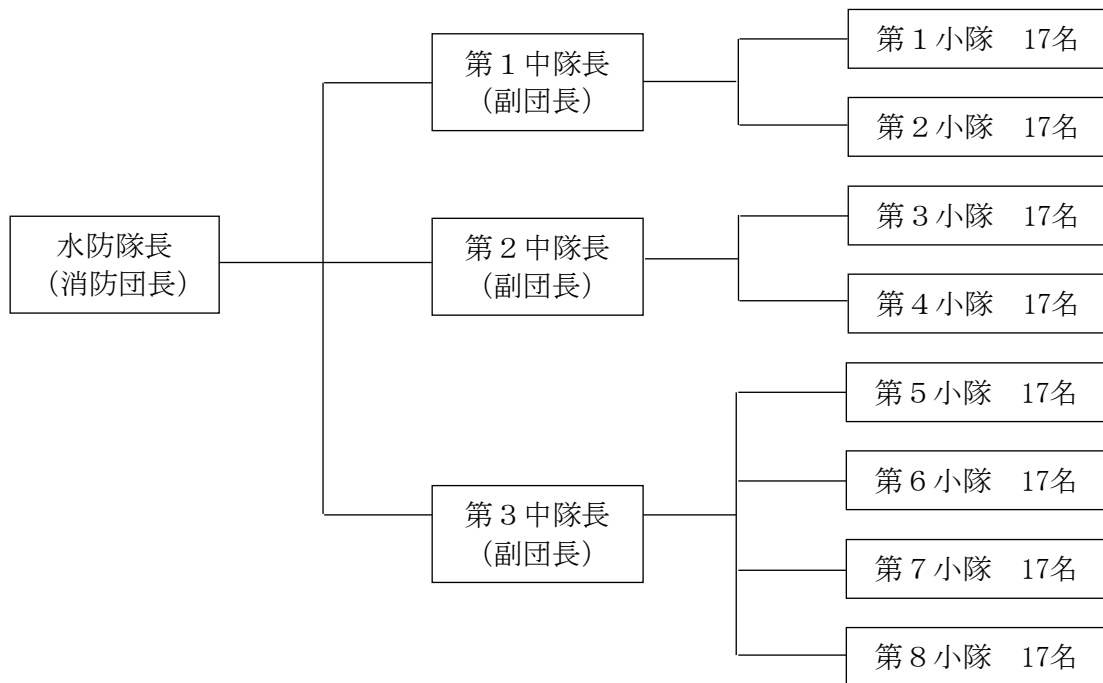 水防隊長
（消防団長）
第１中隊長
（副団長）
第１小隊　17名
第２小隊　17名
第２中隊長
（副団長）
第３小隊　17名
第４小隊　17名
第３中隊長
（副団長）
第５小隊　17名
第６小隊　17名
第７小隊　17名
第８小隊　17名